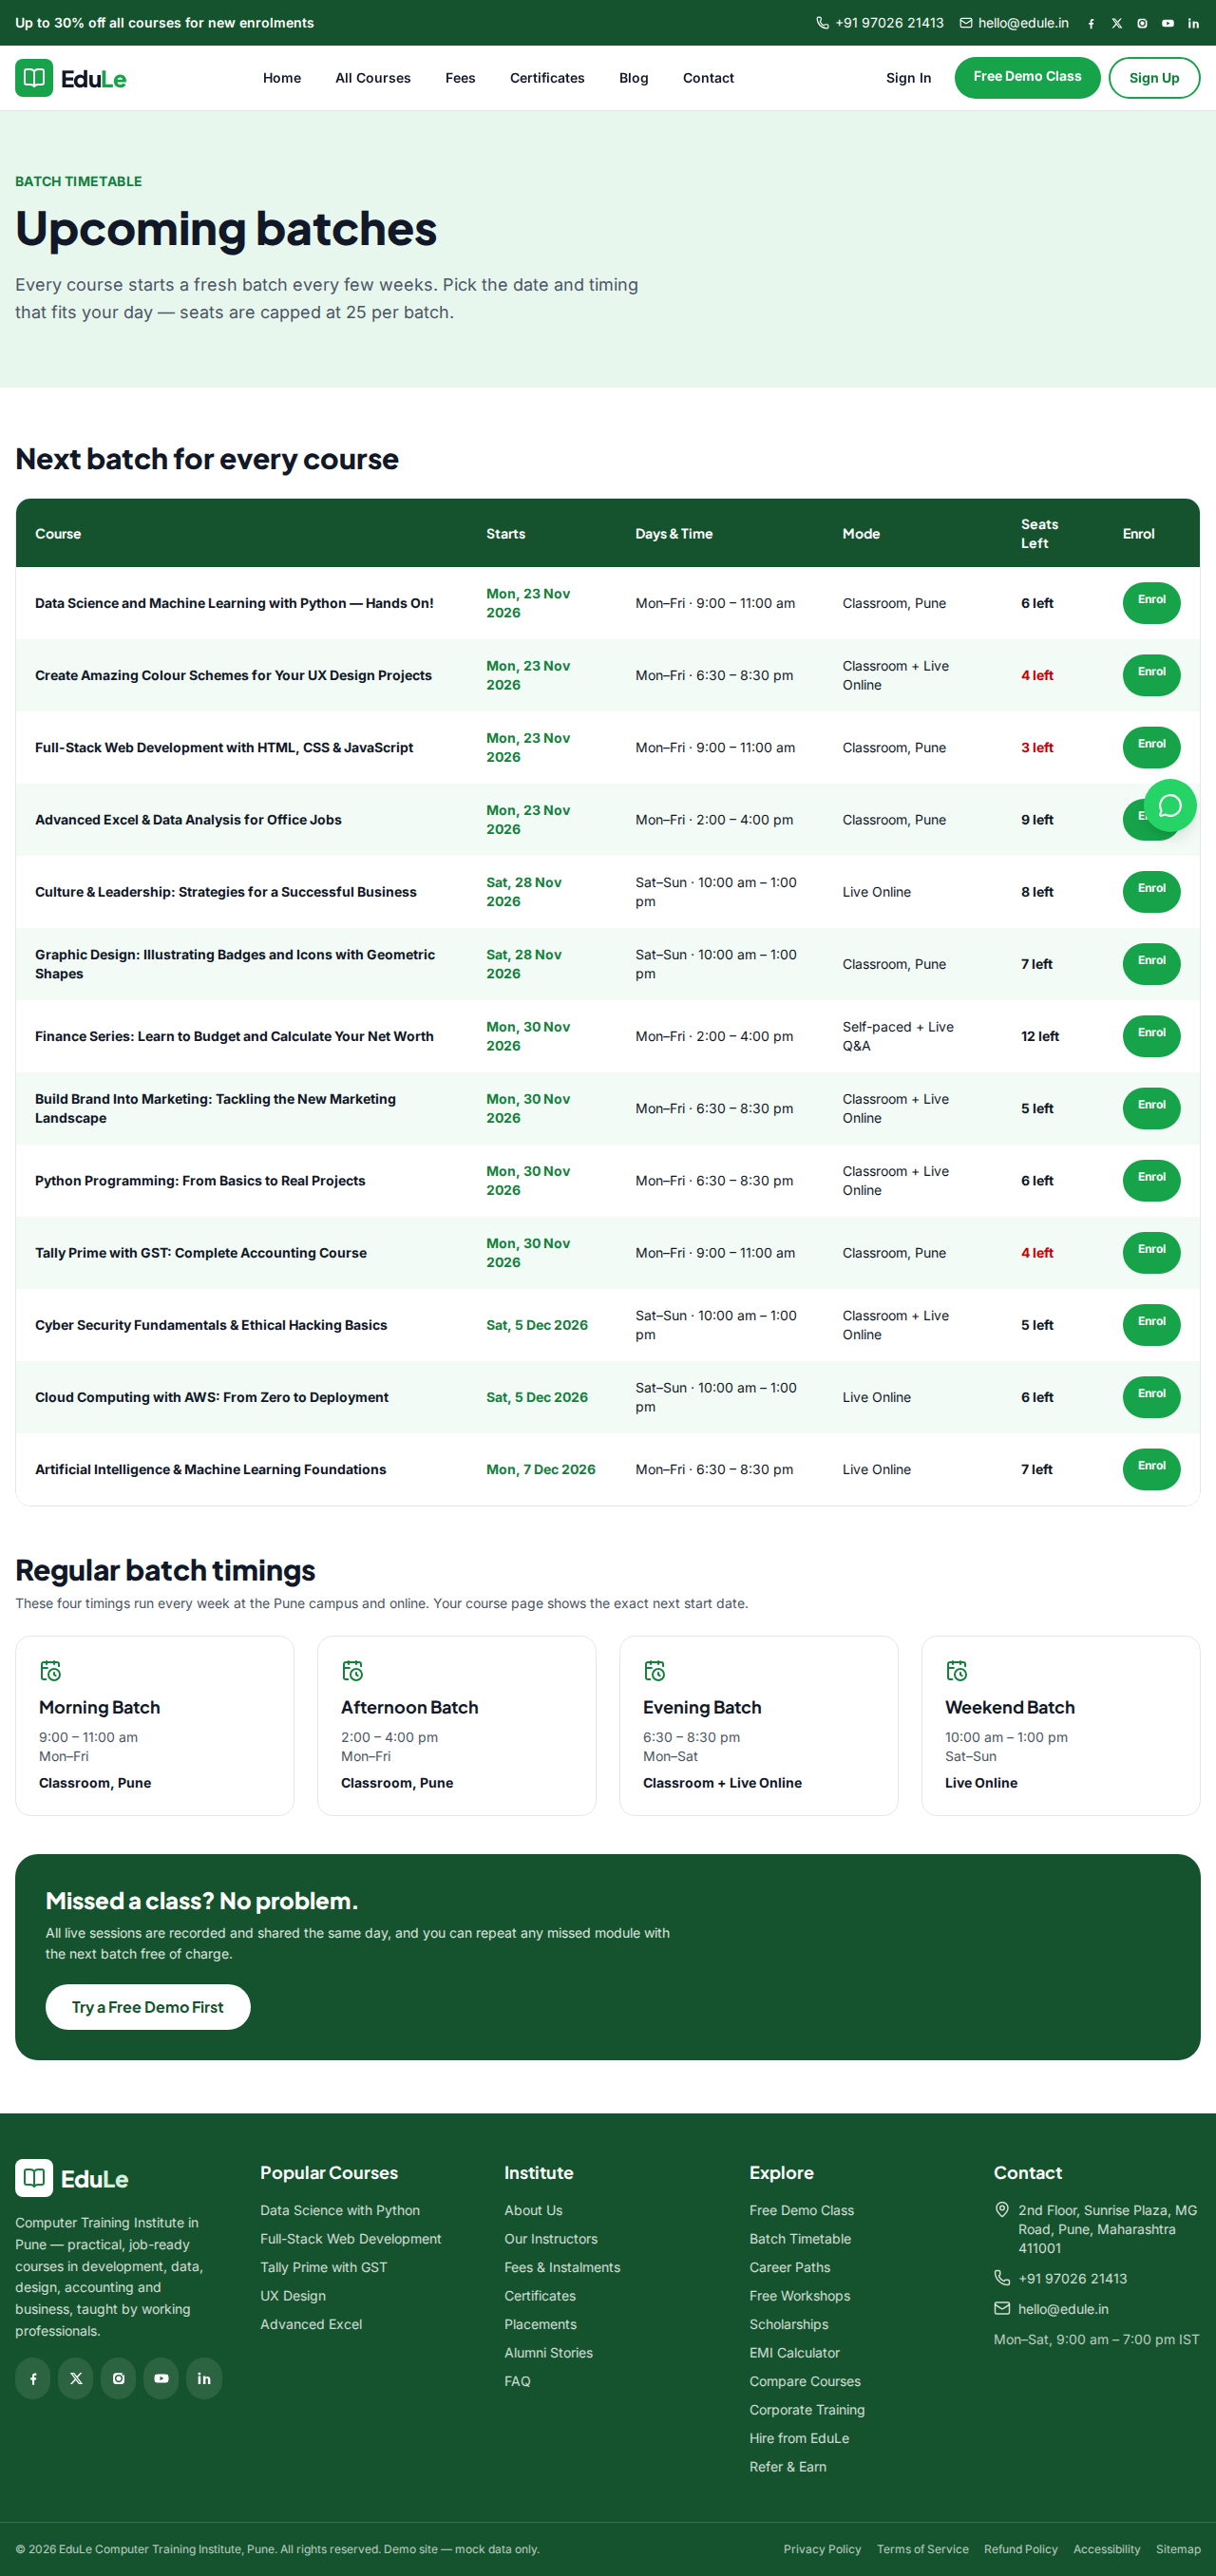 Up to 30% off all courses for new enrolments
+91 97026 21413
hello@edule.in
EduLe
Home
All Courses
Fees
Certificates
Blog
Contact
Sign In
Free Demo Class
Sign Up
BATCH TIMETABLE
Upcoming batches
Every course starts a fresh batch every few weeks. Pick the date and timing
that fits your day — seats are capped at 25 per batch.
Next batch for every course
Course
Starts
Days & Time
Mode
Seats
Left
Enrol
Data Science and Machine Learning with Python — Hands On!
Mon, 23 Nov
2026
Mon–Fri · 9:00 – 11:00 am
Classroom, Pune
6 left
Enrol
Create Amazing Colour Schemes for Your UX Design Projects
Mon, 23 Nov
2026
Mon–Fri · 6:30 – 8:30 pm
Classroom + Live
Online
4 left
Enrol
Full-Stack Web Development with HTML, CSS & JavaScript
Mon, 23 Nov
2026
Mon–Fri · 9:00 – 11:00 am
Classroom, Pune
3 left
Enrol
Advanced Excel & Data Analysis for Office Jobs
Mon, 23 Nov
2026
Mon–Fri · 2:00 – 4:00 pm
Classroom, Pune
9 left
Culture & Leadership: Strategies for a Successful Business
Sat, 28 Nov
2026
Sat–Sun · 10:00 am – 1:00
pm
Live Online
8 left
Enrol
Graphic Design: Illustrating Badges and Icons with Geometric
Shapes
Sat, 28 Nov
2026
Sat–Sun · 10:00 am – 1:00
pm
Classroom, Pune
7 left
Enrol
Finance Series: Learn to Budget and Calculate Your Net Worth
Mon, 30 Nov
2026
Mon–Fri · 2:00 – 4:00 pm
Self-paced + Live
Q&A
12 left
Enrol
Build Brand Into Marketing: Tackling the New Marketing
Landscape
Mon, 30 Nov
2026
Mon–Fri · 6:30 – 8:30 pm
Classroom + Live
Online
5 left
Enrol
Python Programming: From Basics to Real Projects
Mon, 30 Nov
2026
Mon–Fri · 6:30 – 8:30 pm
Classroom + Live
Online
6 left
Enrol
Tally Prime with GST: Complete Accounting Course
Mon, 30 Nov
2026
Mon–Fri · 9:00 – 11:00 am
Classroom, Pune
4 left
Enrol
Cyber Security Fundamentals & Ethical Hacking Basics
Sat, 5 Dec 2026
Sat–Sun · 10:00 am – 1:00
pm
Classroom + Live
Online
5 left
Enrol
Cloud Computing with AWS: From Zero to Deployment
Sat, 5 Dec 2026
Sat–Sun · 10:00 am – 1:00
pm
Live Online
6 left
Enrol
Artificial Intelligence & Machine Learning Foundations
Mon, 7 Dec 2026
Mon–Fri · 6:30 – 8:30 pm
Live Online
7 left
Enrol
Regular batch timings
These four timings run every week at the Pune campus and online. Your course page shows the exact next start date.
Morning Batch
9:00 – 11:00 am
Mon–Fri
Classroom, Pune
Afternoon Batch
2:00 – 4:00 pm
Mon–Fri
Classroom, Pune
Evening Batch
6:30 – 8:30 pm
Mon–Sat
Classroom + Live Online
Weekend Batch
10:00 am – 1:00 pm
Sat–Sun
Live Online
Missed a class? No problem.
All live sessions are recorded and shared the same day, and you can repeat any missed module with
the next batch free of charge.
Try a Free Demo First
EduLe
Computer Training Institute in
Pune — practical, job-ready
courses in development, data,
design, accounting and
business, taught by working
professionals.
Popular Courses
Data Science with Python
Full-Stack Web Development
Tally Prime with GST
UX Design
Advanced Excel
Institute
About Us
Our Instructors
Fees & Instalments
Certificates
Placements
Alumni Stories
FAQ
Explore
Free Demo Class
Batch Timetable
Career Paths
Free Workshops
Scholarships
EMI Calculator
Compare Courses
Corporate Training
Hire from EduLe
Refer & Earn
Contact
2nd Floor, Sunrise Plaza, MG
Road, Pune, Maharashtra
411001
+91 97026 21413
hello@edule.in
Mon–Sat, 9:00 am – 7:00 pm IST
© 2026 EduLe Computer Training Institute, Pune. All rights reserved. Demo site — mock data only.
Privacy Policy
Terms of Service
Refund Policy
Accessibility
Sitemap